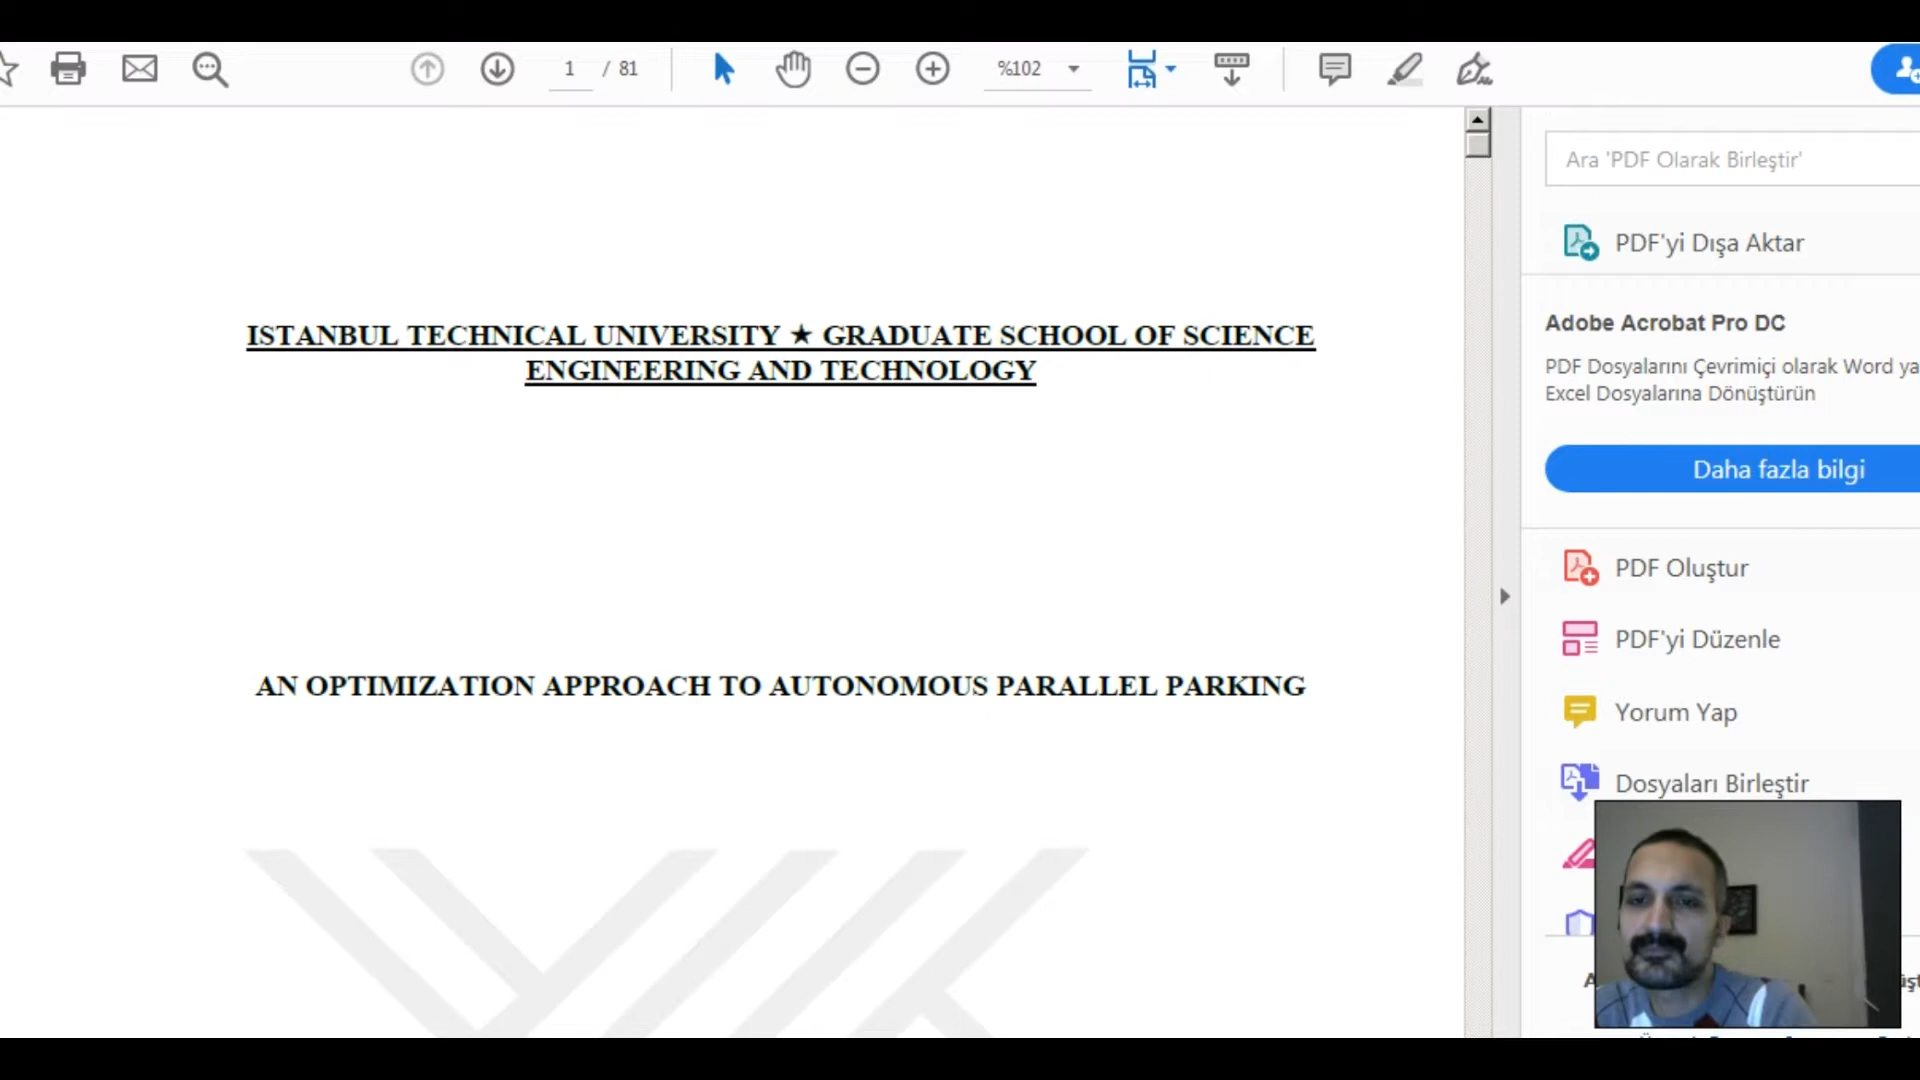 1 / 81
%102
Ara 'PDF Olarak Birleştir'
PDF'yi Dışa Aktar
ISTANBUL TECHNICAL UNIVERSITY ★ GRADUATE SCHOOL OF SCIENCE
ENGINEERING AND TECHNOLOGY
Adobe Acrobat Pro DC
PDF Dosyalarını Çevrimiçi olarak Word ya
Excel Dosyalarına Dönüştürün
Daha fazla bilgi
PDF Oluştur
PDF'yi Düzenle
AN OPTIMIZATION APPROACH TO AUTONOMOUS PARALLEL PARKING
Yorum Yap
Dosyaları Birleştir